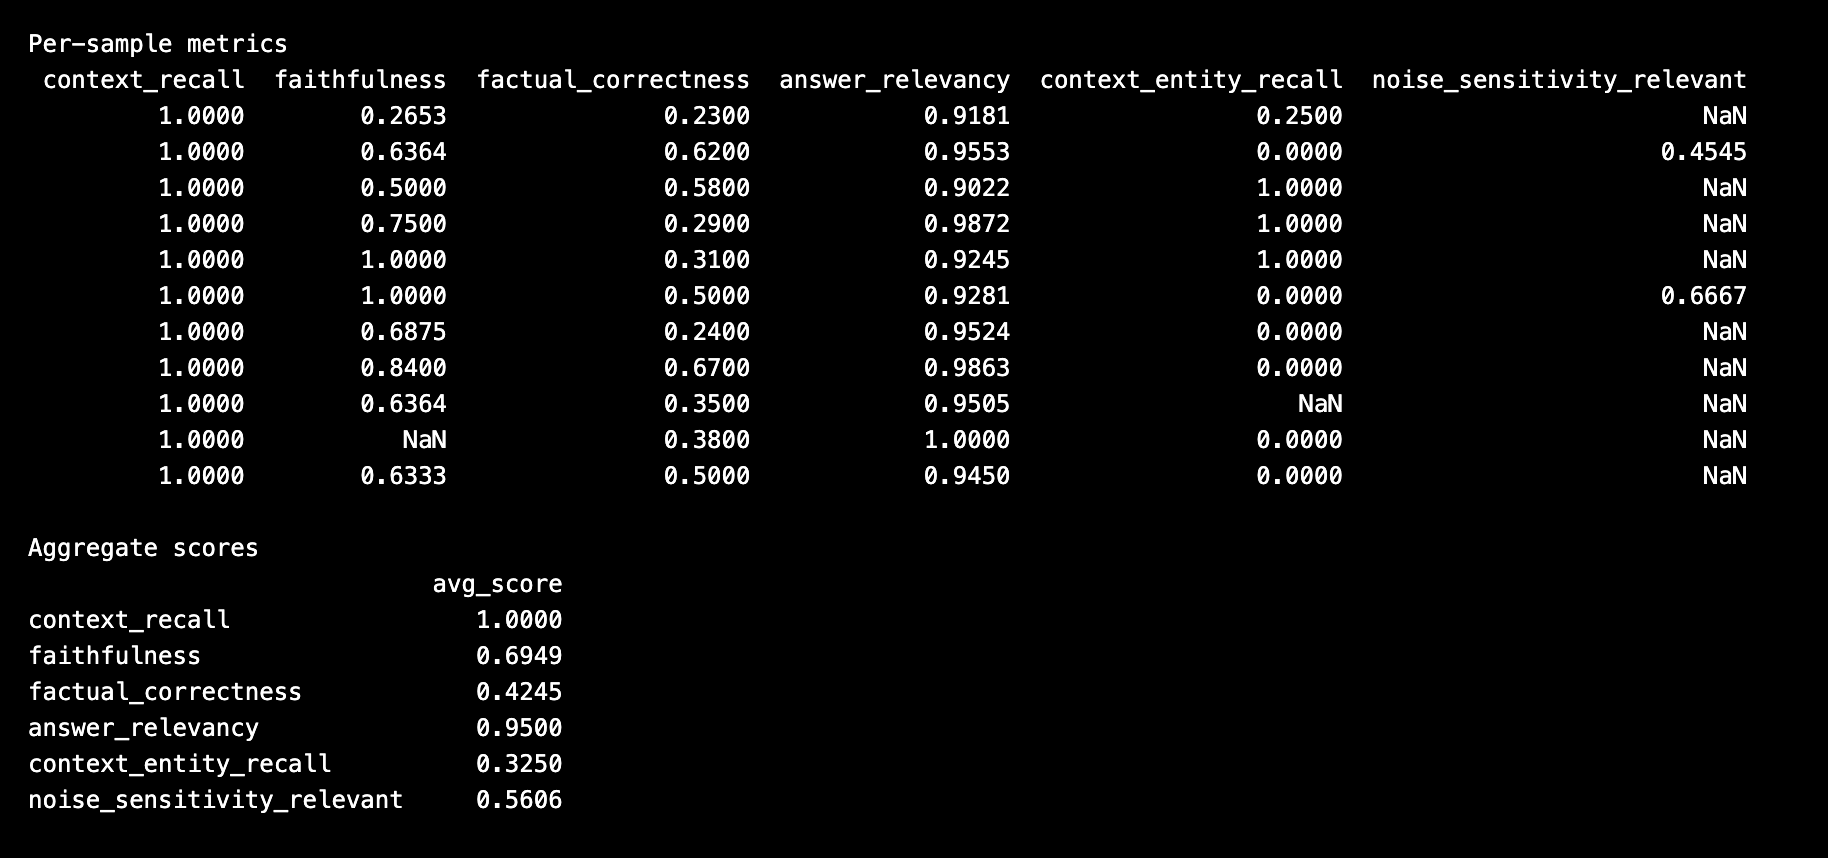 Per-sample metrics
context_recall faithfulness factual_correctness answer_relevancy context_entity_recall noise_sensitivity_relevant
1.0000 0.2653 0.2300 0.9181 0.2500 NaN
1.0000 0.6364 0.6200 0.9553 0.0000 0.4545
1.0000 0.5000 0.5800 0.9022 1.0000 NaN
1.0000 0.7500 0.2900 0.9872 1.0000 NaN
1.0000 1.0000 0.3100 0.9245 1.0000 NaN
1.0000 1.0000 0.5000 0.9281 0.0000 0.6667
1.0000 0.6875 0.2400 0.9524 0.0000 NaN
1.0000 0.8400 0.6700 0.9863 0.0000 NaN
1.0000 0.6364 0.3500 0.9505 NaN NaN
1.0000 NaN 0.3800 1.0000 0.0000 NaN
1.0000 0.6333 0.5000 0.9450 0.0000 NaN
Aggregate scores
avg_score
context_recall 1.0000
faithfulness 0.6949
factual_correctness 0.4245
answer_relevancy 0.9500
context_entity_recall 0.3250
noise_sensitivity_relevant 0.5606